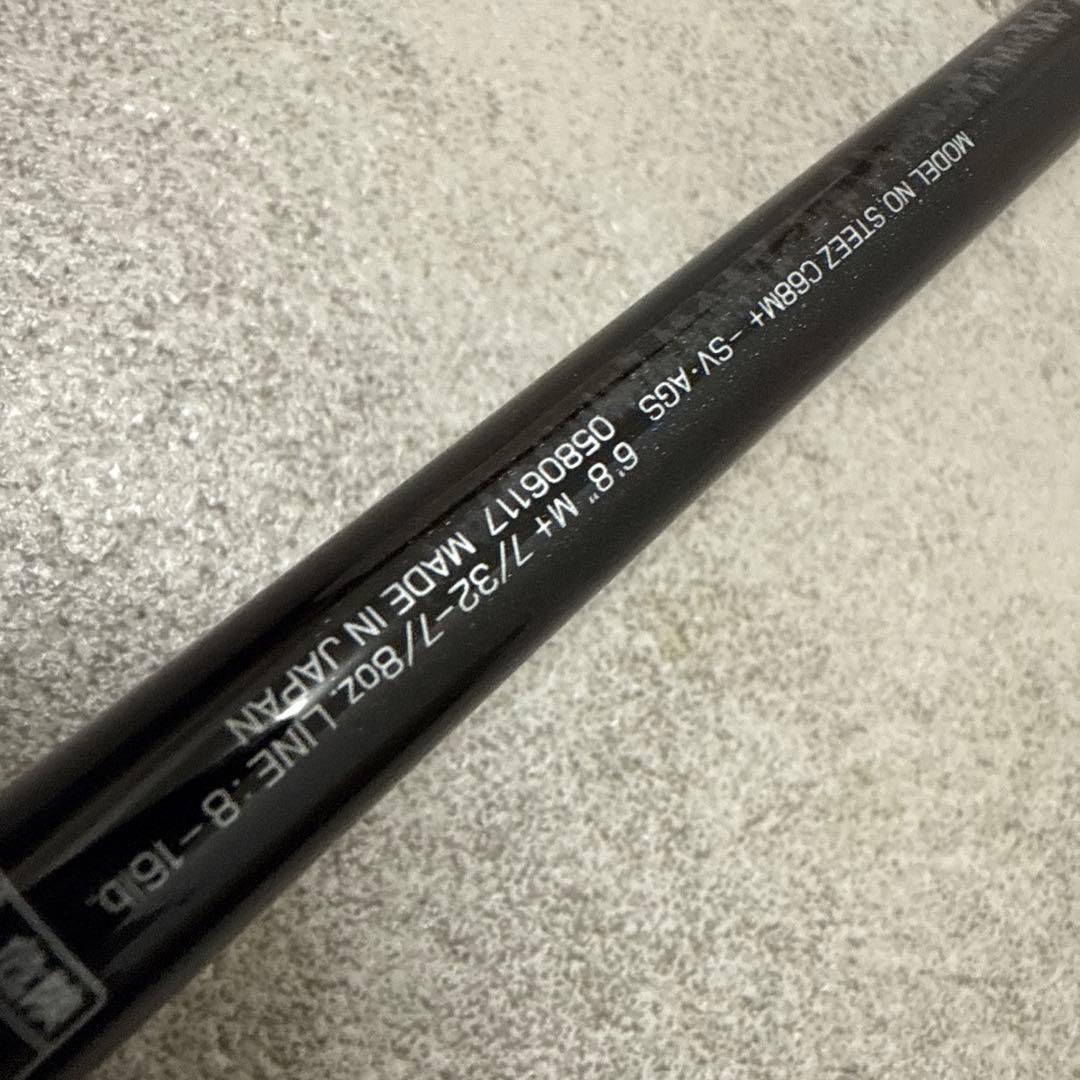 MODEL NO. STEEZ C68M+-SV・AGS 05806117 MADE IN JAPAN
6'8" M+ 7/32-7/8oz. LINE:8-16lb.